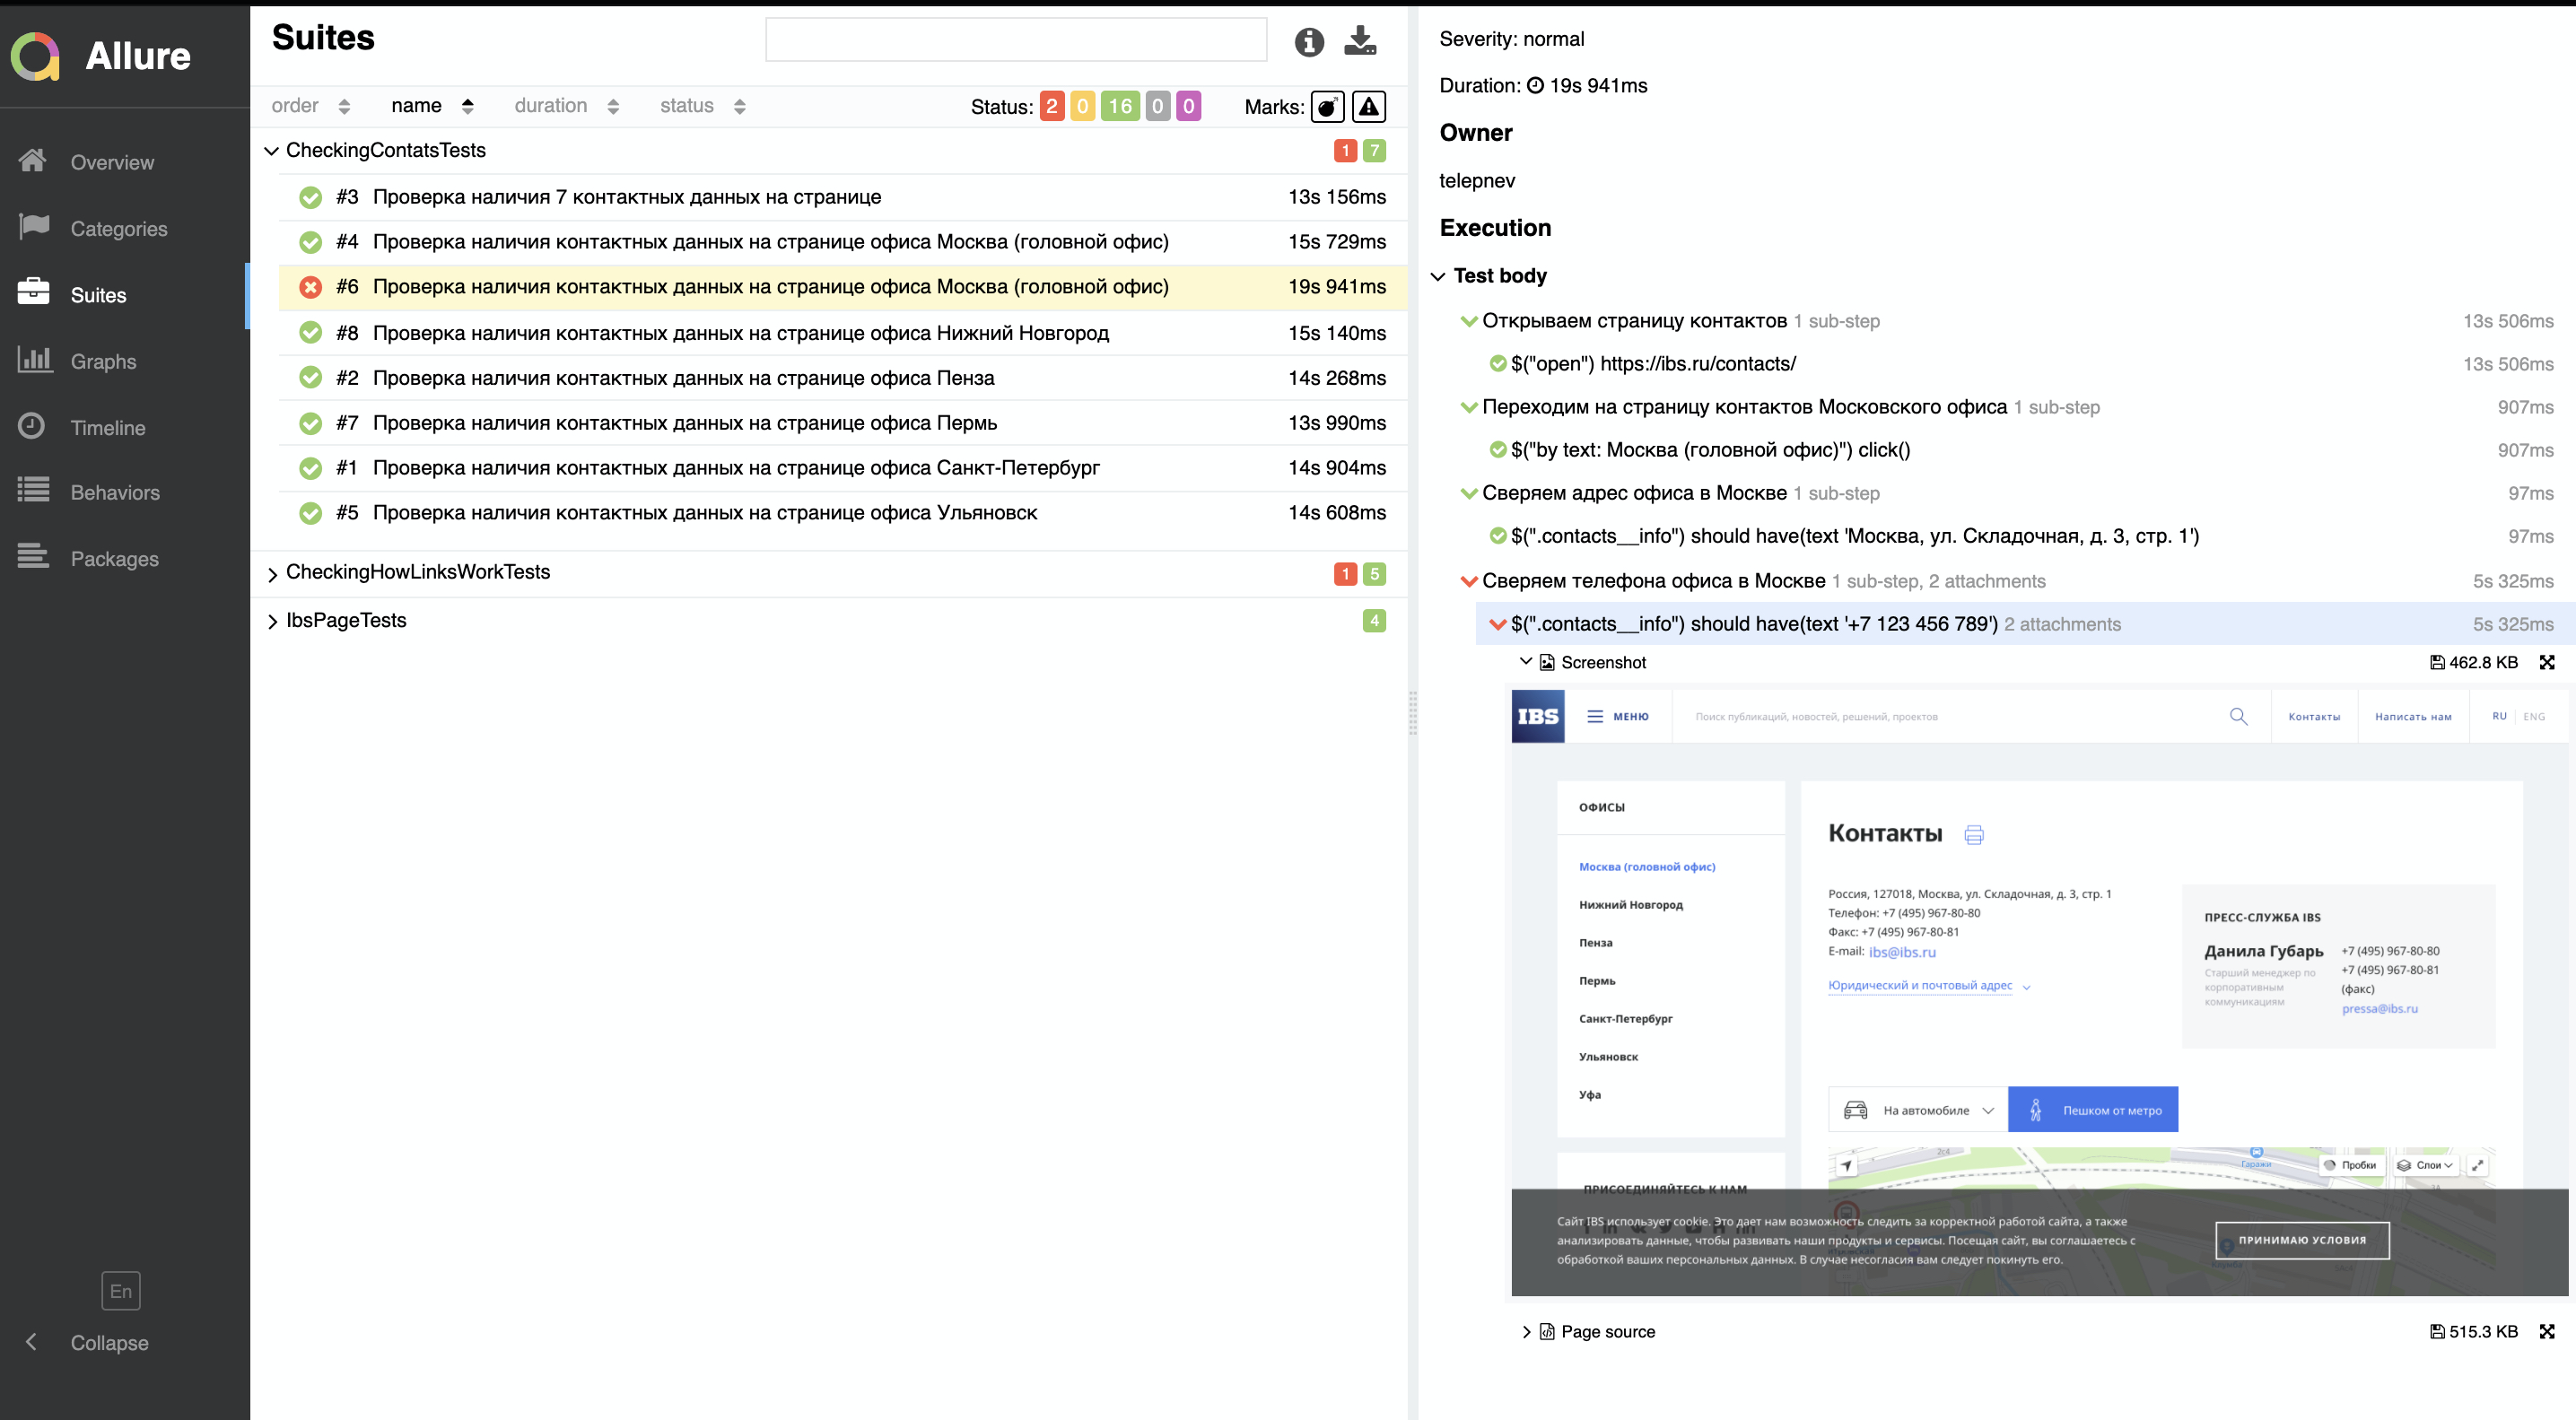 Allure
Overview
Categories
Suites
Graphs
Timeline
Behaviors
Packages
En
Collapse
Suites
order name duration status Status: 2 0 16 0 0 Marks:
CheckingContatsTests 1 7
#3 Проверка наличия 7 контактных данных на странице 13s 156ms
#4 Проверка наличия контактных данных на странице офиса Москва (головной офис) 15s 729ms
#6 Проверка наличия контактных данных на странице офиса Москва (головной офис) 19s 941ms
#8 Проверка наличия контактных данных на странице офиса Нижний Новгород 15s 140ms
#2 Проверка наличия контактных данных на странице офиса Пенза 14s 268ms
#7 Проверка наличия контактных данных на странице офиса Пермь 13s 990ms
#1 Проверка наличия контактных данных на странице офиса Санкт-Петербург 14s 904ms
#5 Проверка наличия контактных данных на странице офиса Ульяновск 14s 608ms
CheckingHowLinksWorkTests 1 5
IbsPageTests 4
Severity: normal
Duration: 19s 941ms
Owner
telepnev
Execution
Test body
Открываем страницу контактов 1 sub-step 13s 506ms
$("open") https://ibs.ru/contacts/ 13s 506ms
Переходим на страницу контактов Московского офиса 1 sub-step 907ms
$("by text: Москва (головной офис)") click() 907ms
Сверяем адрес офиса в Москве 1 sub-step 97ms
$(".contacts__info") should have(text 'Москва, ул. Складочная, д. 3, стр. 1') 97ms
Сверяем телефона офиса в Москве 1 sub-step, 2 attachments 5s 325ms
$(".contacts__info") should have(text '+7 123 456 789') 2 attachments 5s 325ms
Screenshot 462.8 KB
IBS МЕНЮ Поиск публикаций, новостей, решений, проектов Контакты Написать нам RU ENG
ОФИСЫ
Москва (головной офис)
Нижний Новгород
Пенза
Пермь
Санкт-Петербург
Ульяновск
Уфа
ПРИСОЕДИНЯЙТЕСЬ К НАМ
Контакты
Россия, 127018, Москва, ул. Складочная, д. 3, стр. 1
Телефон: +7 (495) 967-80-80
Факс: +7 (495) 967-80-81
E-mail: ibs@ibs.ru
Юридический и почтовый адрес
ПРЕСС-СЛУЖБА IBS
Данила Губарь
Старший менеджер по
корпоративным
коммуникациям
+7 (495) 967-80-80
+7 (495) 967-80-81
(факс)
pressa@ibs.ru
На автомобиле Пешком от метро
2с4 Гаражи Пробки Слои
Сайт IBS использует cookie. Это дает нам возможность следить за корректной работой сайта, а также
анализировать данные, чтобы развивать наши продукты и сервисы. Посещая сайт, вы соглашаетесь с
обработкой ваших персональных данных. В случае несогласия вам следует покинуть его.
ПРИНИМАЮ УСЛОВИЯ
Page source 515.3 KB